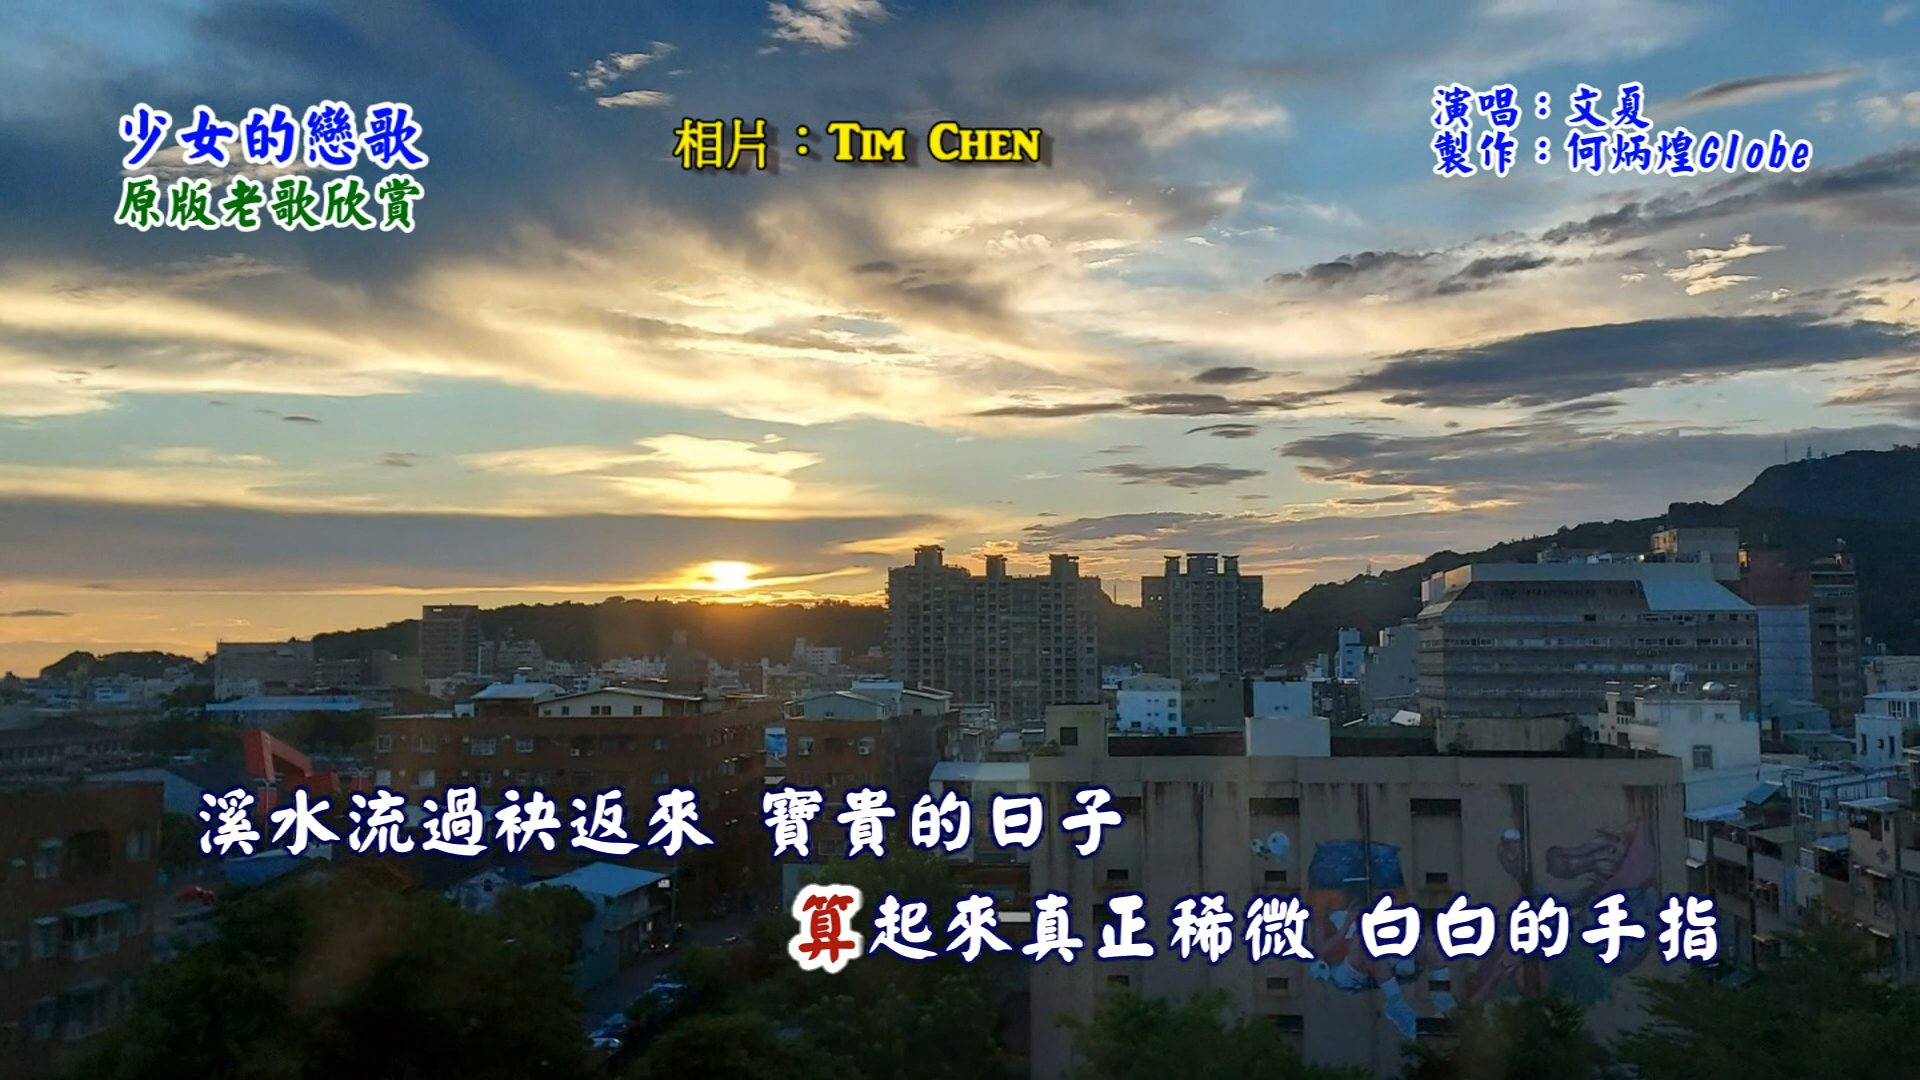 少女的戀歌
原版老歌欣賞
相片：TIM CHEN
演唱：文夏
製作：何炳煌Globe
溪水流過袂返來 寶貴的日子
算起來真正稀微 白白的手指